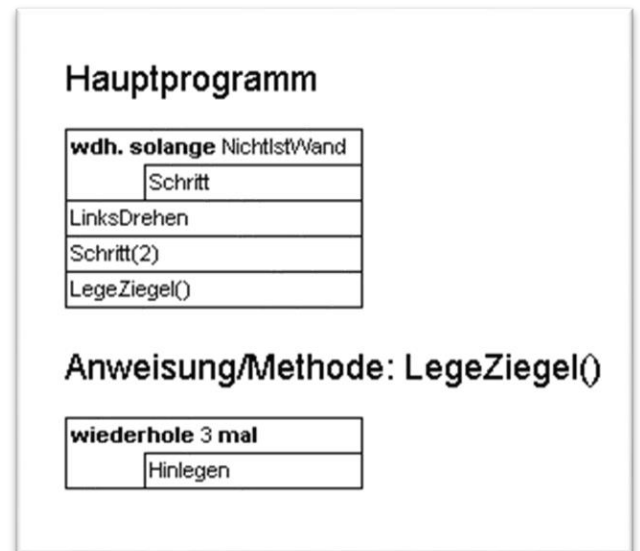 Hauptprogramm
wdh. solange NichtIstWand
Schritt
LinksDrehen
Schritt(2)
LegeZiegel()
Anweisung/Methode: LegeZiegel()
wiederhole 3 mal
Hinlegen